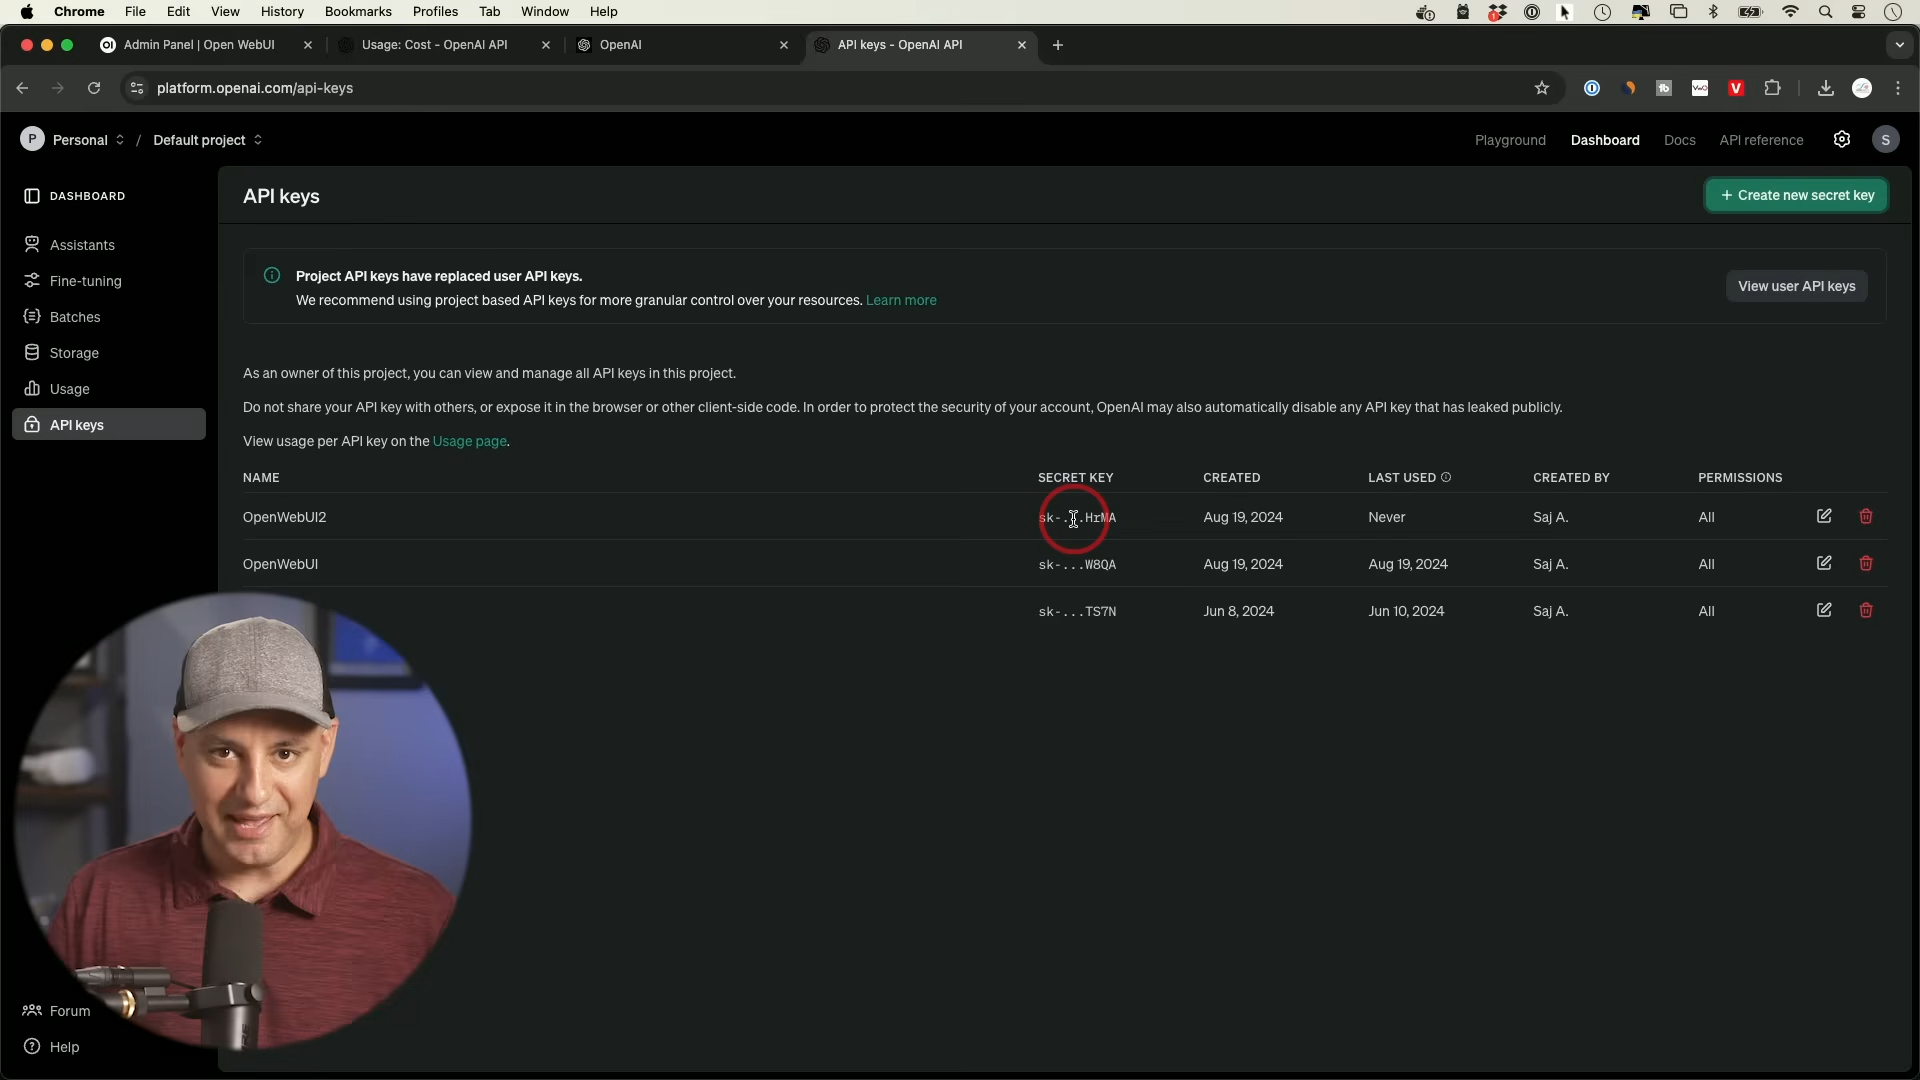 Chrome File Edit View History Bookmarks Profiles Tab Window Help
Admin Panel | Open WebUI
Usage: Cost - OpenAI API
OpenAI
API keys - OpenAI API
platform.openai.com/api-keys
P Personal / Default project
Playground Dashboard Docs API reference S
DASHBOARD
Assistants
Fine-tuning
Batches
Storage
Usage
API keys
API keys
+ Create new secret key
Project API keys have replaced user API keys.
We recommend using project based API keys for more granular control over your resources. Learn more
View user API keys
As an owner of this project, you can view and manage all API keys in this project.
Do not share your API key with others, or expose it in the browser or other client-side code. In order to protect the security of your account, OpenAI may also automatically disable any API key that has leaked publicly.
View usage per API key on the Usage page.
NAME SECRET KEY CREATED LAST USED CREATED BY PERMISSIONS
OpenWebUI2 sk-...HrMA Aug 19, 2024 Never Saj A. All
OpenWebUI sk-...W8QA Aug 19, 2024 Aug 19, 2024 Saj A. All
sk-...TS7N Jun 8, 2024 Jun 10, 2024 Saj A. All
Forum
Help